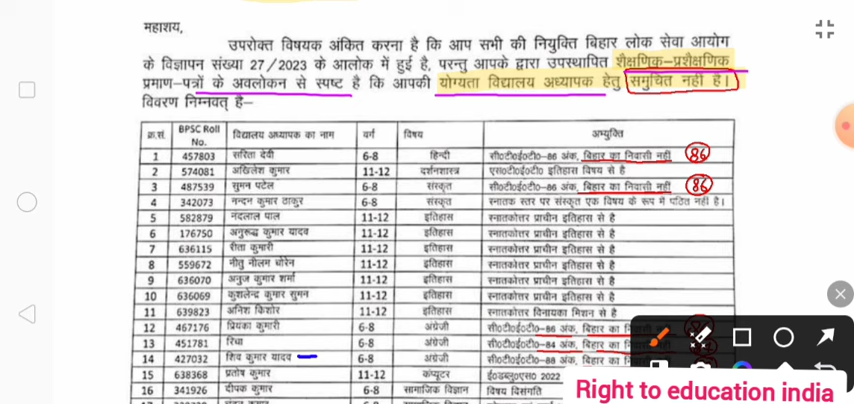 महाशय,
उपरोक्त विषयक अंकित करना है कि आप सभी की नियुक्ति बिहार लोक सेवा आयोग
के विज्ञापन संख्या 27/2023 के आलोक में हुई है, परन्तु आपके द्वारा उपस्थापित शैक्षणिक-प्रशैक्षणिक
प्रमाण-पत्रों के अवलोकन से स्पष्ट है कि आपकी योग्यता विद्यालय अध्यापक हेतु समुचित नहीं है।
विवरण निम्नवत् है-
क्र.सं. BPSC Roll No. विद्यालय अध्यापक का नाम वर्ग विषय अभ्युक्ति
1 457803 सरिता देवी 6-8 हिन्दी सी०टी०ई०टी०-86 अंक, बिहार का निवासी नहीं 86
2 574081 अखिलेश कुमार 11-12 दर्शनशास्त्र एस०टी०ई०टी० इतिहास विषय से है
3 487539 सुमन पटेल 6-8 संस्कृत सी०टी०ई०टी०-86 अंक, बिहार का निवासी नहीं 86
4 342073 नन्दन कुमार ठाकुर 6-8 संस्कृत स्नातक स्तर पर संस्कृत एक विषय के रूप में पठित नहीं है।
5 582879 नंदलाल पाल 11-12 इतिहास स्नातकोत्तर प्राचीन इतिहास से है
6 176750 अनुरुद्ध कुमार यादव 11-12 इतिहास स्नातकोत्तर प्राचीन इतिहास से है
7 636115 रीता कुमारी 11-12 इतिहास स्नातकोत्तर प्राचीन इतिहास से है
8 559672 नीतु नीलम बोरेन 11-12 इतिहास स्नातकोत्तर प्राचीन इतिहास से है
9 636070 अनुज कुमार शर्मा 11-12 इतिहास स्नातकोत्तर प्राचीन इतिहास से है
10 636069 कुशलेन्द्र कुमार सुमन 11-12 इतिहास स्नातकोत्तर प्राचीन इतिहास से है
11 639823 अनिश किशोर 11-12 इतिहास स्नातकोत्तर विनायका मिशन से है
12 467176 प्रियंका कुमारी 6-8 अंग्रेजी सी०टी०ई०टी०-86 अंक, बिहार का
13 451781 रिचा 6-8 अंग्रेजी सी०टी०ई०टी०-84 अंक, बिहार का
14 427032 शिव कुमार यादव 6-8 अंग्रेजी सी०टी०ई०टी०-88 अंक, बिहार का
15 638368 प्रतोष कुमार 11-12 कंप्यूटर ई०डब्लू०एस० 2022
16 341926 दीपक कुमार 6-8 सामाजिक विज्ञान विषय विसंगति
Right to education india